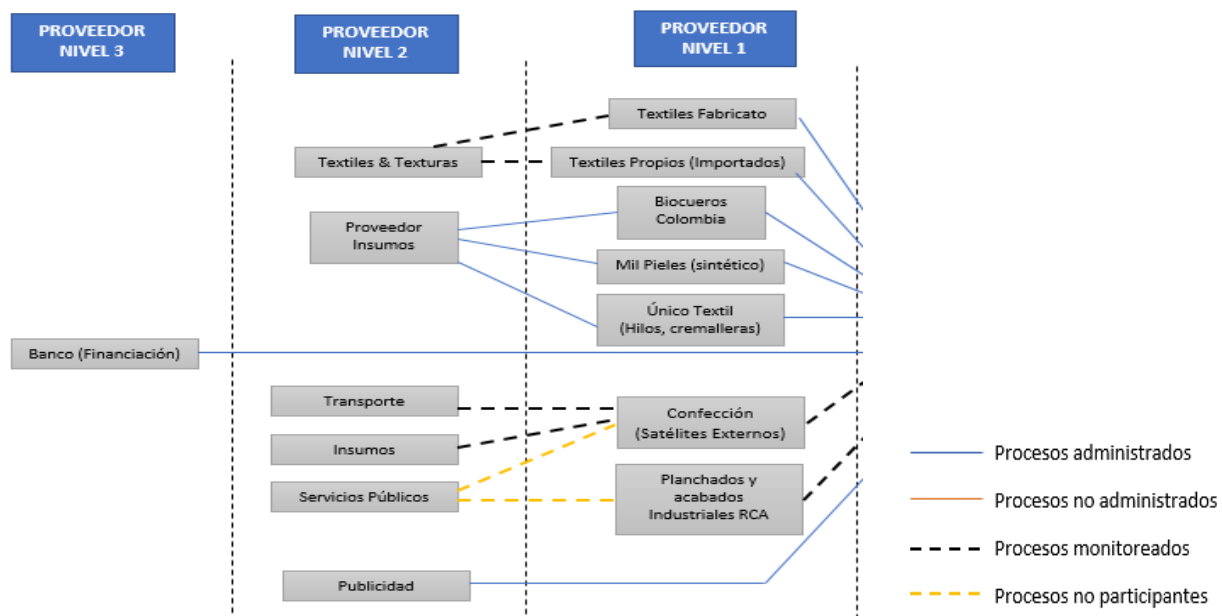 PROVEEDOR
NIVEL 3
PROVEEDOR
NIVEL 2
PROVEEDOR
NIVEL 1
Textiles Fabricato
Textiles & Texturas
Textiles Propios (Importados)
Biocueros
Colombia
Proveedor
Insumos
Mil Pieles (sintético)
Único Textil
(Hilos, cremalleras)
Banco (Financiación)
Transporte
Confección
(Satélites Externos)
Insumos
Servicios Públicos
Planchados y
acabados
Industriales RCA
Publicidad
Procesos administrados
Procesos no administrados
Procesos monitoreados
Procesos no participantes